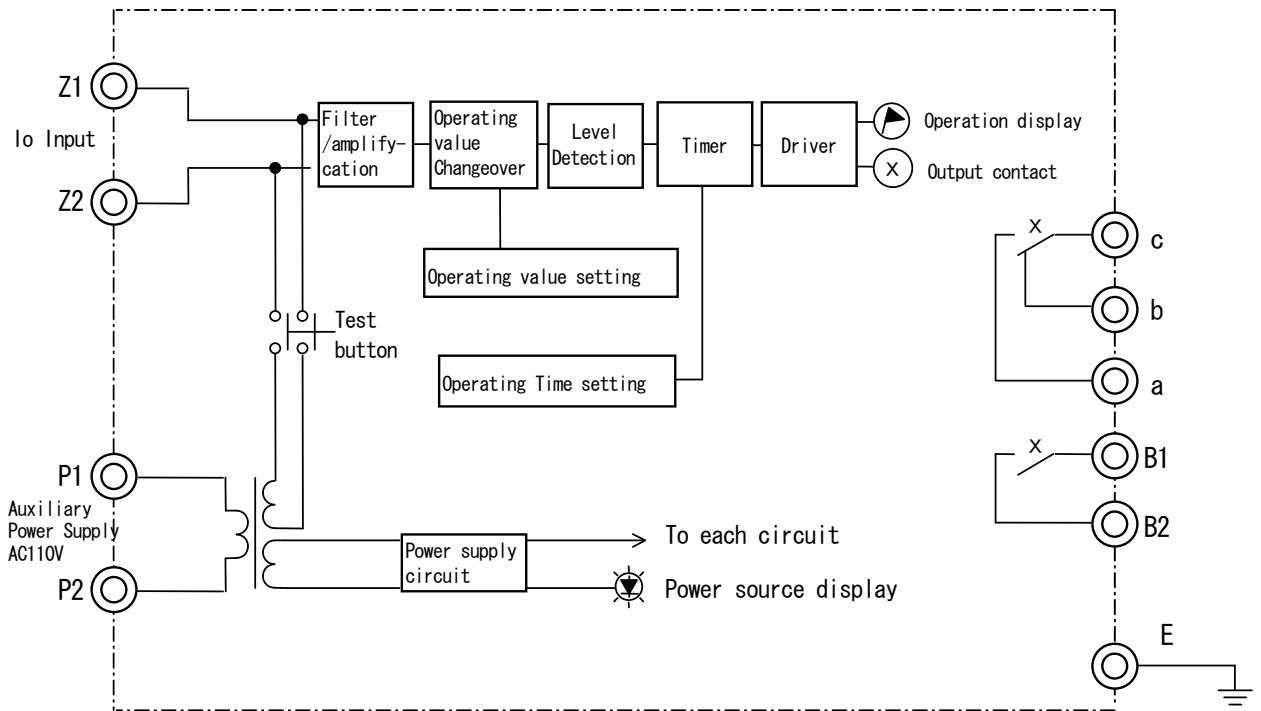 Z1
Io Input
Z2
Filter
/amplify-
cation
Operating
value
Changeover
Level
Detection
Timer
Driver
Operation display
X
Output contact
Operating value setting
Test
button
Operating Time setting
X
c
b
a
X
B1
B2
P1
Auxiliary
Power Supply
AC110V
P2
Power supply
circuit
To each circuit
Power source display
E